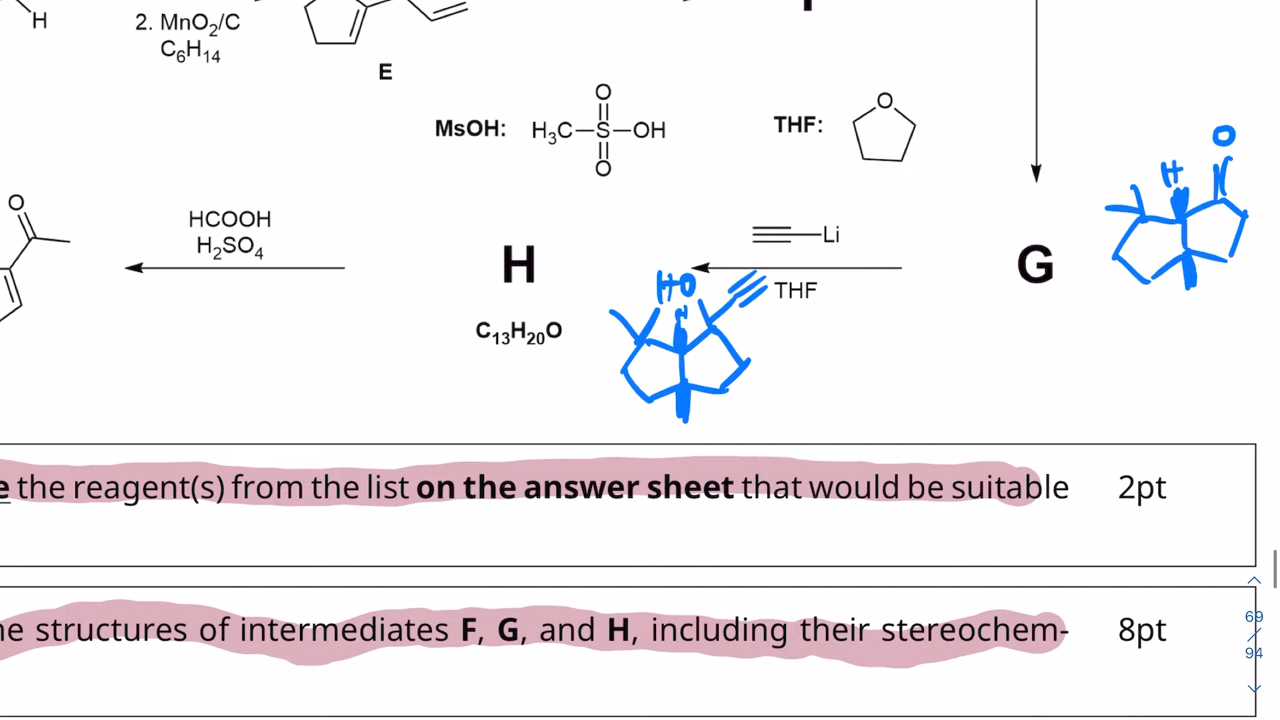 H
2. MnO2/C
C6H14
E
MsOH: H3C–S–OH
O
O
THF:
O
O
H
O
HCOOH
H2SO4
H
≡–Li
THF
G
HO
H
C13H20O
e the reagent(s) from the list on the answer sheet that would be suitable 2pt
he structures of intermediates F, G, and H, including their stereochem- 8pt
69
/
94